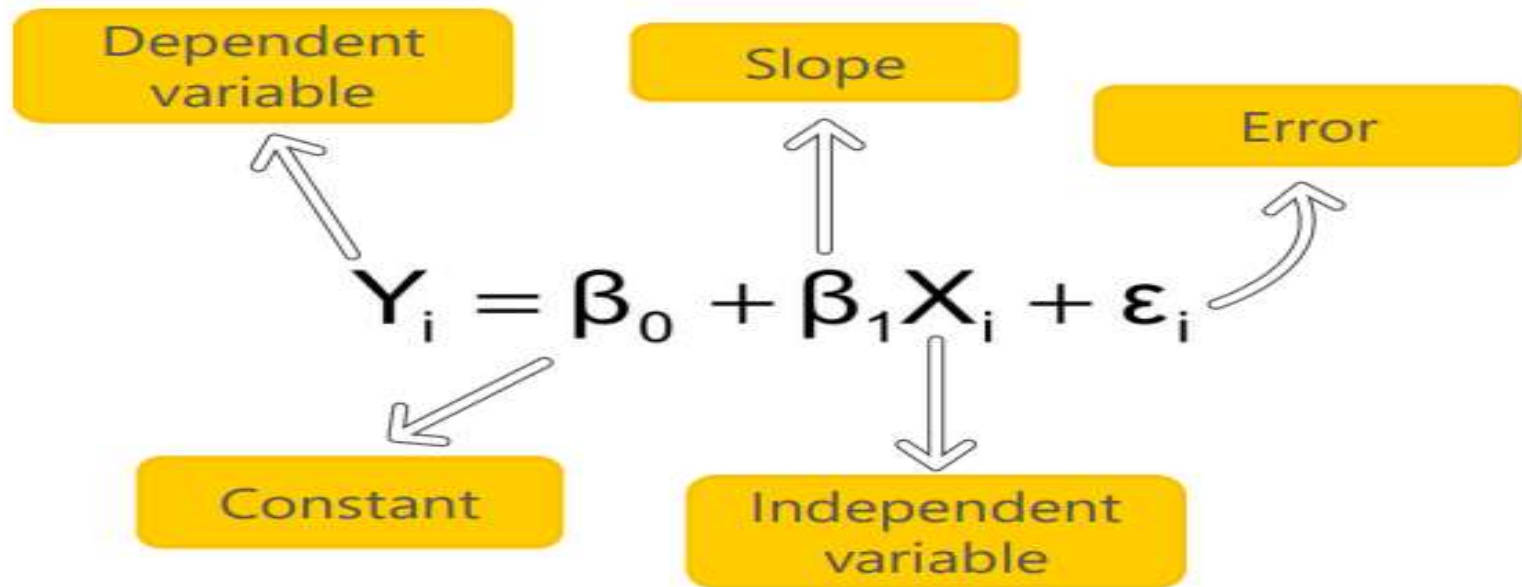 Dependent
variable
Slope
Error
Yᵢ = β₀ + β₁Xᵢ + εᵢ
Constant
Independent
variable